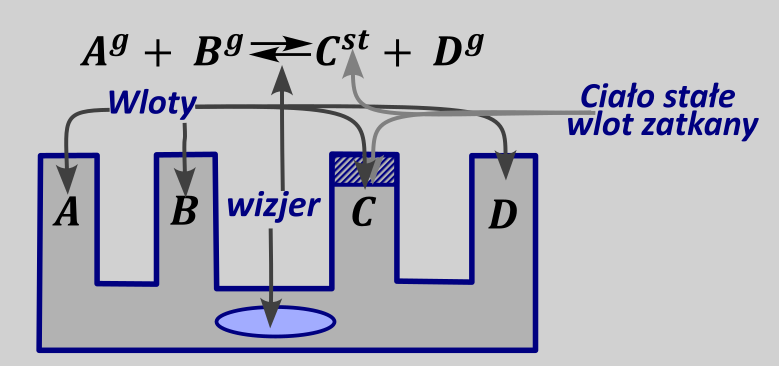 A^g + B^g ⇌ C^st + D^g
Wloty
Ciało stałe
wlot zatkany
A B wizjer C D